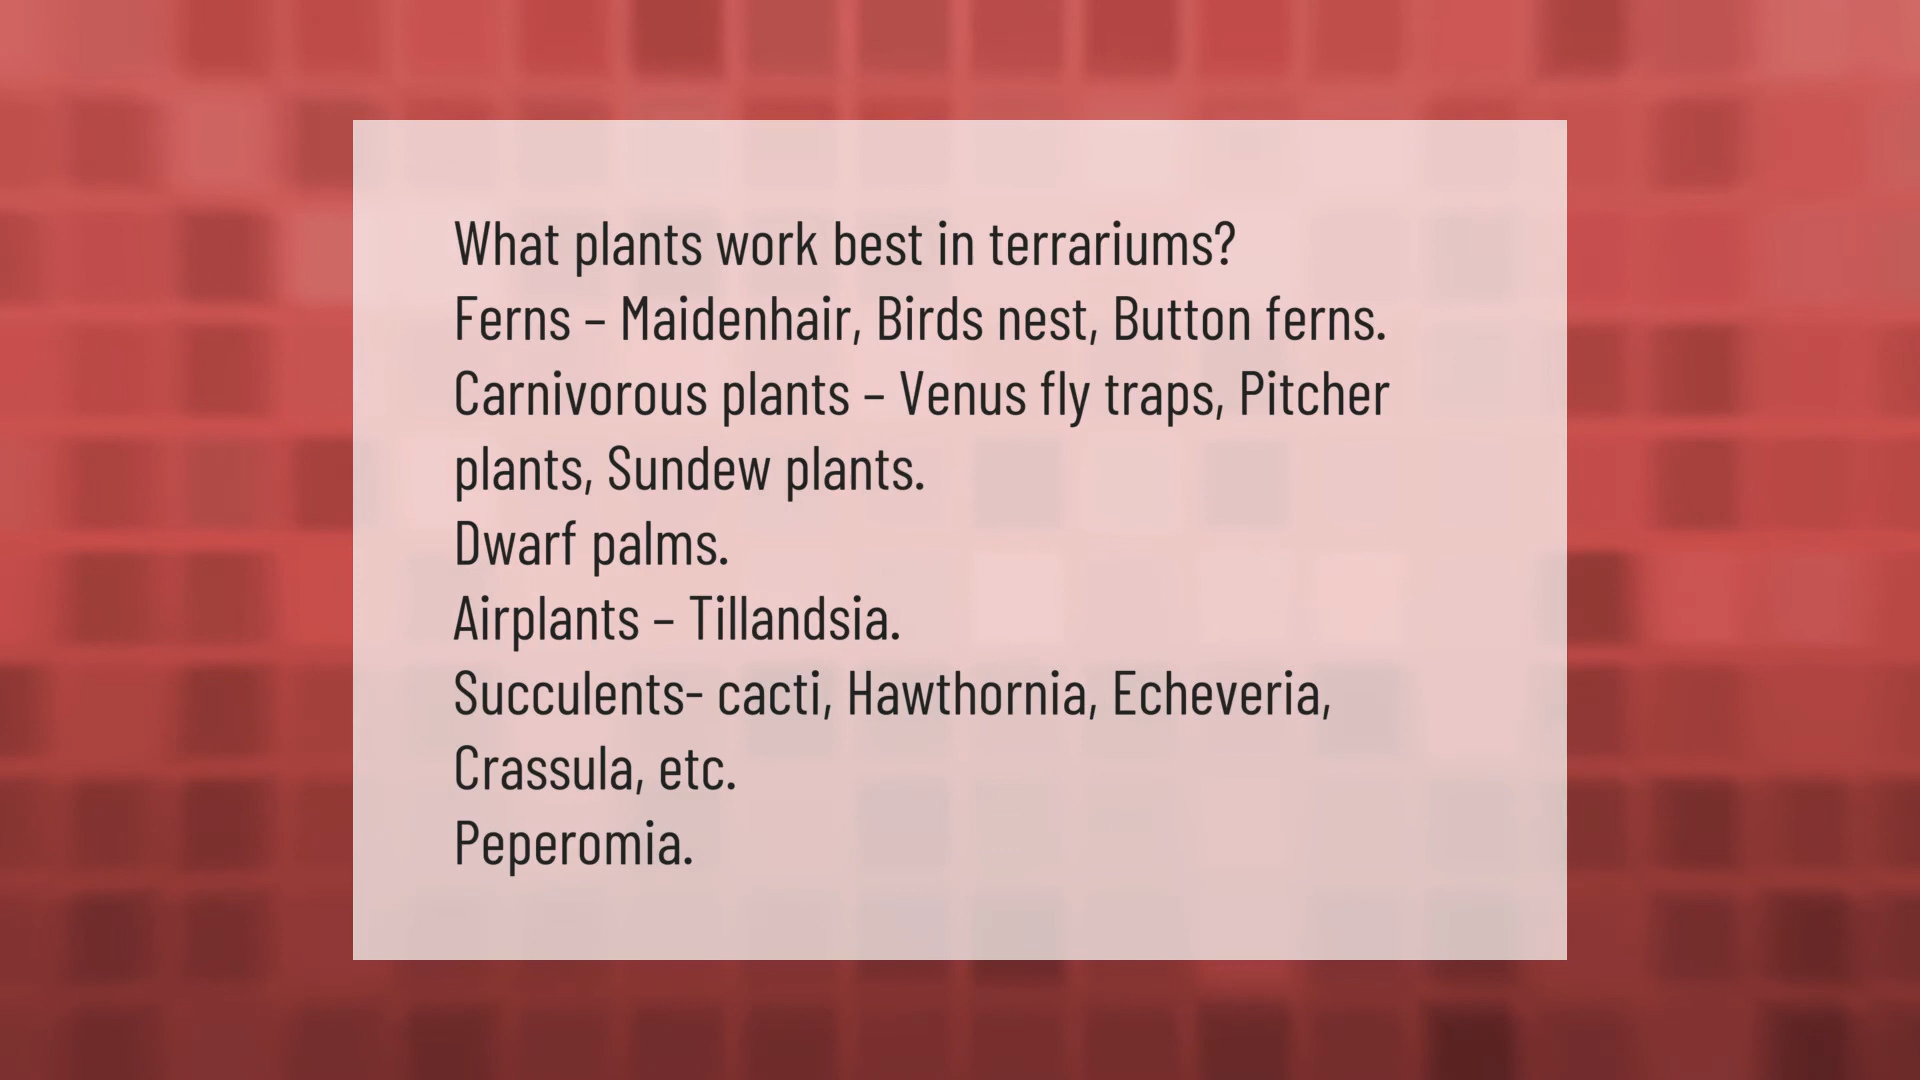 What plants work best in terrariums?
Ferns – Maidenhair, Birds nest, Button ferns.
Carnivorous plants – Venus fly traps, Pitcher
plants, Sundew plants.
Dwarf palms.
Airplants – Tillandsia.
Succulents- cacti, Hawthornia, Echeveria,
Crassula, etc.
Peperomia.